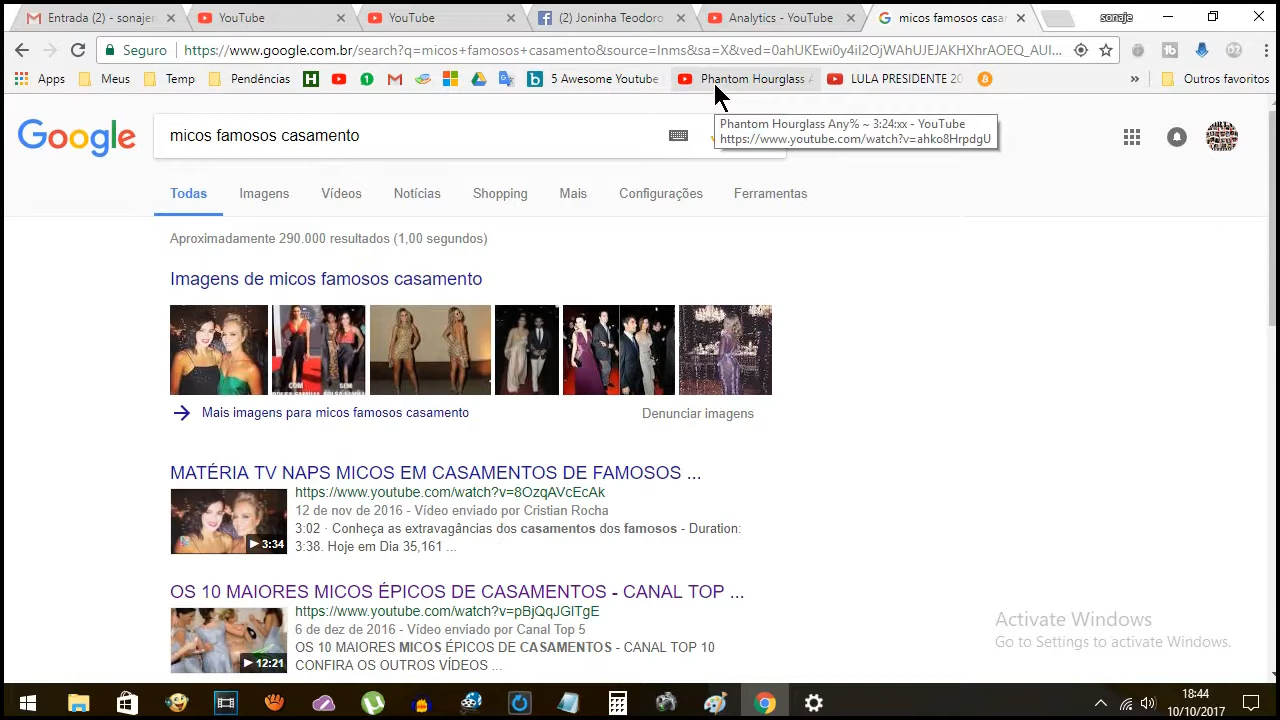 Entrada (2) - sonajer
YouTube
YouTube
(2) Joninha Teodoro
Analytics - YouTube
micos famosos casa
sonaje
Seguro
https://www.google.com.br/search?q=micos+famosos+casamento&source=lnms&sa=X&ved=0ahUKEwi0y4il2OjWAhUJEJAKHXhrAOEQ_AUI...
Apps
Meus
Temp
Pendências
5 Awesome Youtube
Phantom Hourglass
LULA PRESIDENTE 20
»
Outros favoritos
Phantom Hourglass Any% ~ 3:24:xx - YouTube
https://www.youtube.com/watch?v=ahko8HrpdgU
Google
micos famosos casamento
Todas
Imagens
Vídeos
Notícias
Shopping
Mais
Configurações
Ferramentas
Aproximadamente 290.000 resultados (1,00 segundos)
Imagens de micos famosos casamento
COM
SEM
Mais imagens para micos famosos casamento
Denunciar imagens
MATÉRIA TV NAPS MICOS EM CASAMENTOS DE FAMOSOS ...
https://www.youtube.com/watch?v=8OzqAVcEcAk
12 de nov de 2016 - Vídeo enviado por Cristian Rocha
3:02 · Conheça as extravagâncias dos casamentos dos famosos - Duration:
3:34
3:38. Hoje em Dia 35,161 ...
OS 10 MAIORES MICOS ÉPICOS DE CASAMENTOS - CANAL TOP ...
https://www.youtube.com/watch?v=pBjQqJGITgE
6 de dez de 2016 - Vídeo enviado por Canal Top 5
OS 10 MAIORES MICOS ÉPICOS DE CASAMENTOS - CANAL TOP 10
12:21
CONFIRA OS OUTROS VÍDEOS ...
Activate Windows
Go to Settings to activate Windows.
18:44
10/10/2017